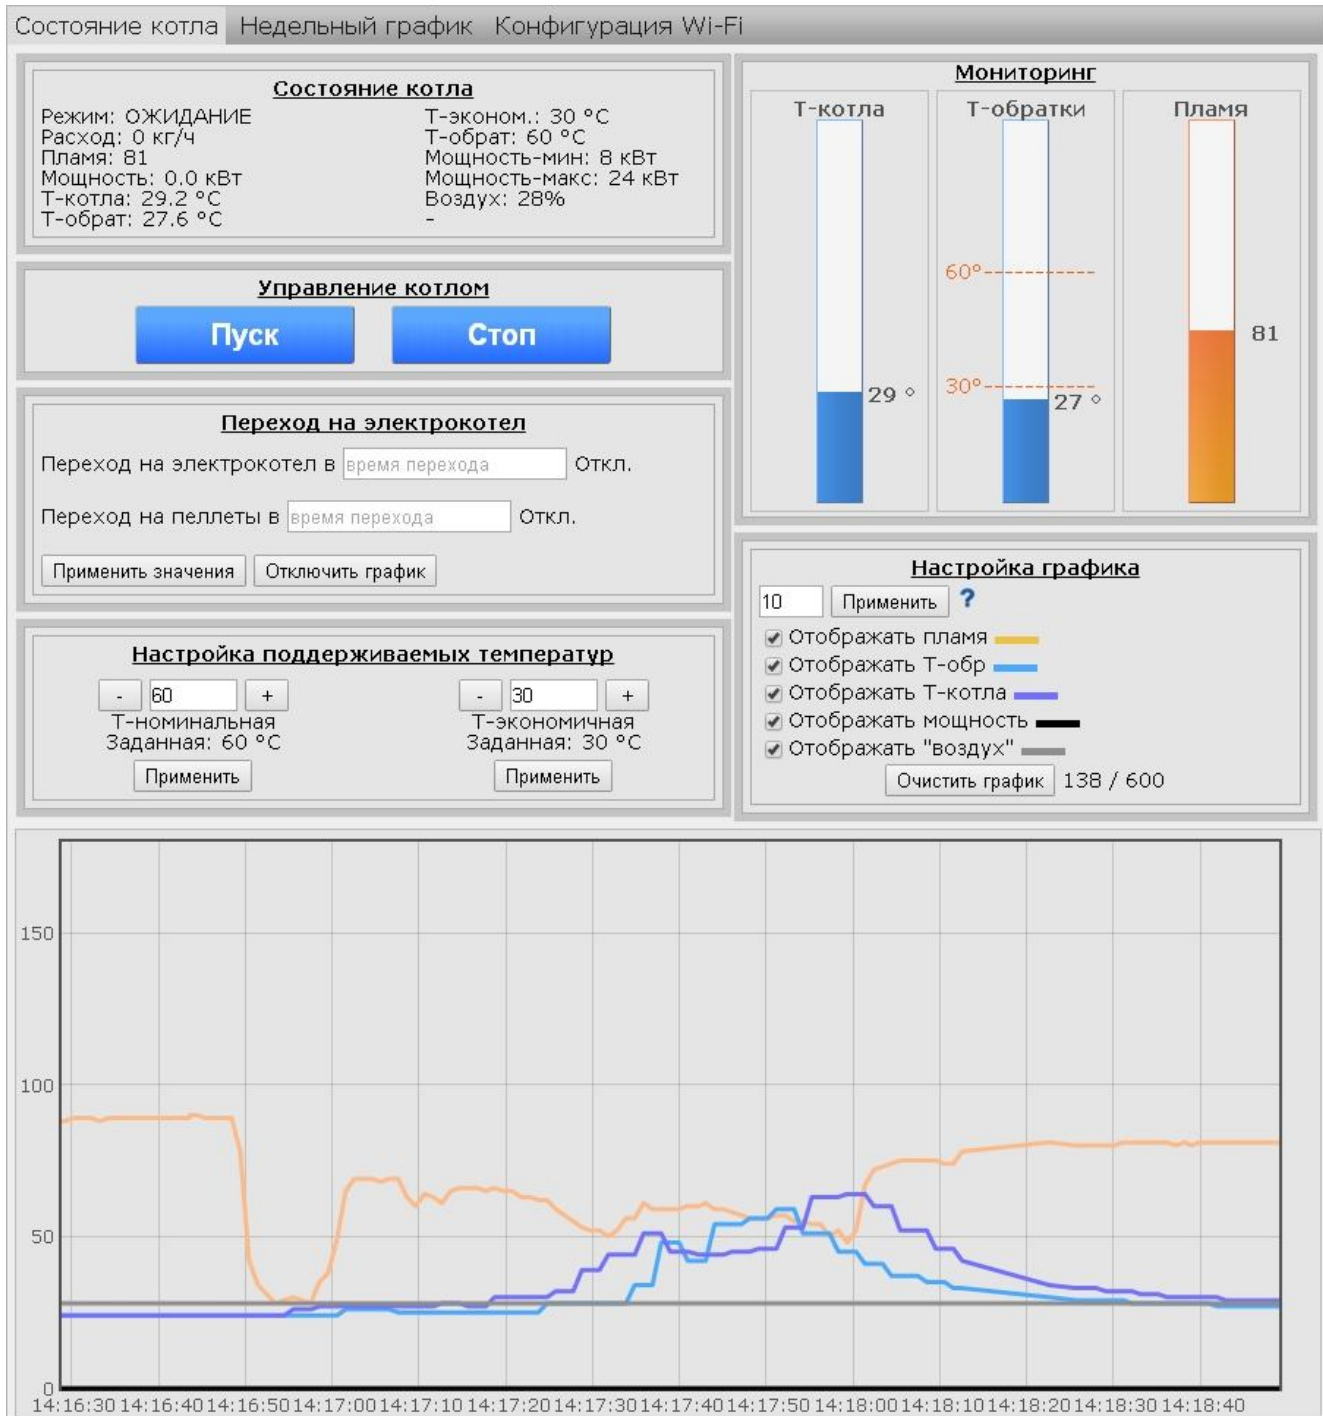 Состояние котла Недельный график Конфигурация Wi-Fi
Состояние котла
Режим: ОЖИДАНИЕ
Расход: 0 кг/ч
Пламя: 81
Мощность: 0.0 кВт
Т-котла: 29.2 °C
Т-обрат: 27.6 °C
Т-эконом.: 30 °C
Т-обрат: 60 °C
Мощность-мин: 8 кВт
Мощность-макс: 24 кВт
Воздух: 28%
-
Управление котлом
Пуск Стоп
Переход на электрокотел
Переход на электрокотел в время перехода Откл.
Переход на пеллеты в время перехода Откл.
Применить значения Отключить график
Настройка поддерживаемых температур
- 60 + - 30 +
Т-номинальная Т-экономичная
Заданная: 60 °C Заданная: 30 °C
Применить Применить
Мониторинг
Т-котла Т-обратки Пламя
60°
81
30°
29 °
27 °
Настройка графика
10 Применить ?
Отображать пламя
Отображать Т-обр
Отображать Т-котла
Отображать мощность
Отображать "воздух"
Очистить график 138 / 600
150
100
50
0
14:16:30 14:16:40 14:16:50 14:17:00 14:17:10 14:17:20 14:17:30 14:17:40 14:17:50 14:18:00 14:18:10 14:18:20 14:18:30 14:18:40